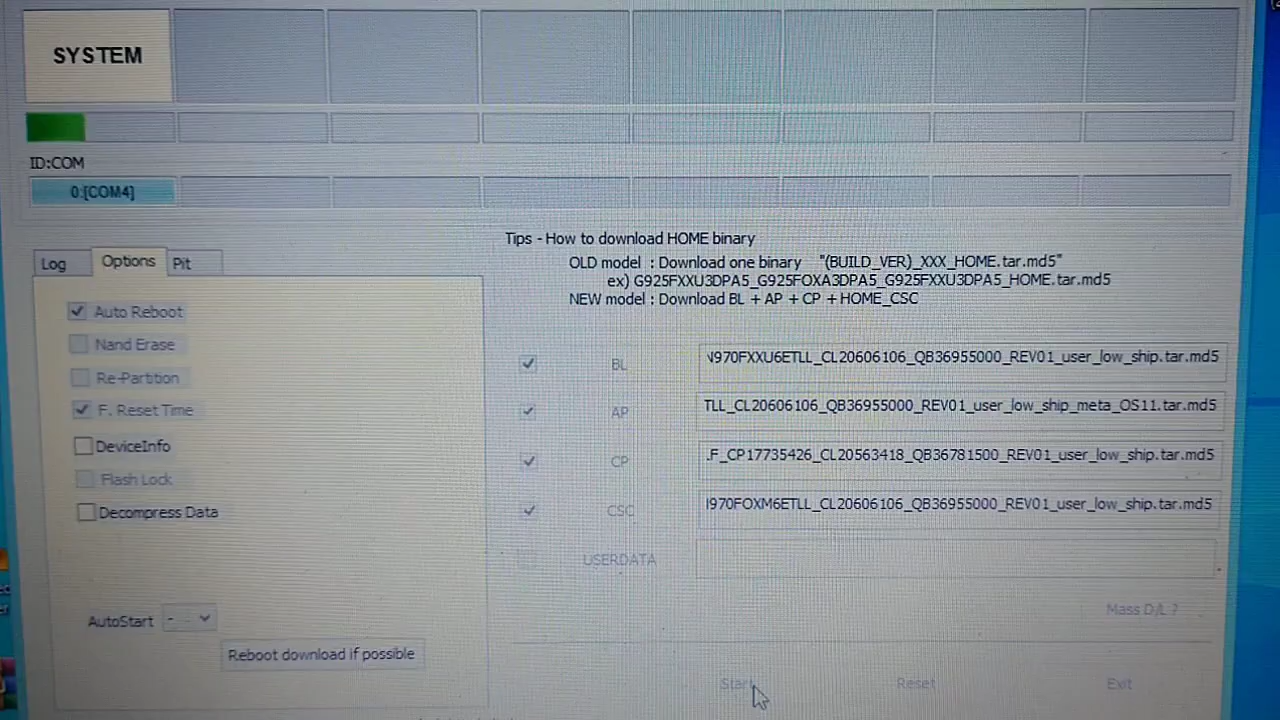 SYSTEM
ID:COM
0:[COM4]
Log
Options
Pit
Auto Reboot
Nand Erase
Re-Partition
F. Reset Time
DeviceInfo
Flash Lock
Decompress Data
AutoStart
-
Reboot download if possible
Tips - How to download HOME binary
OLD model : Download one binary "(BUILD_VER)_XXX_HOME.tar.md5"
ex) G925FXXU3DPA5_G925FOXA3DPA5_G925FXXU3DPA5_HOME.tar.md5
NEW model : Download BL + AP + CP + HOME_CSC
BL
N970FXXU6ETLL_CL20606106_QB36955000_REV01_user_low_ship.tar.md5
AP
TLL_CL20606106_QB36955000_REV01_user_low_ship_meta_OS11.tar.md5
CP
.F_CP17735426_CL20563418_QB36781500_REV01_user_low_ship.tar.md5
CSC
I970FOXM6ETLL_CL20606106_QB36955000_REV01_user_low_ship.tar.md5
USERDATA
Mass D/L ?
Start
Reset
Exit